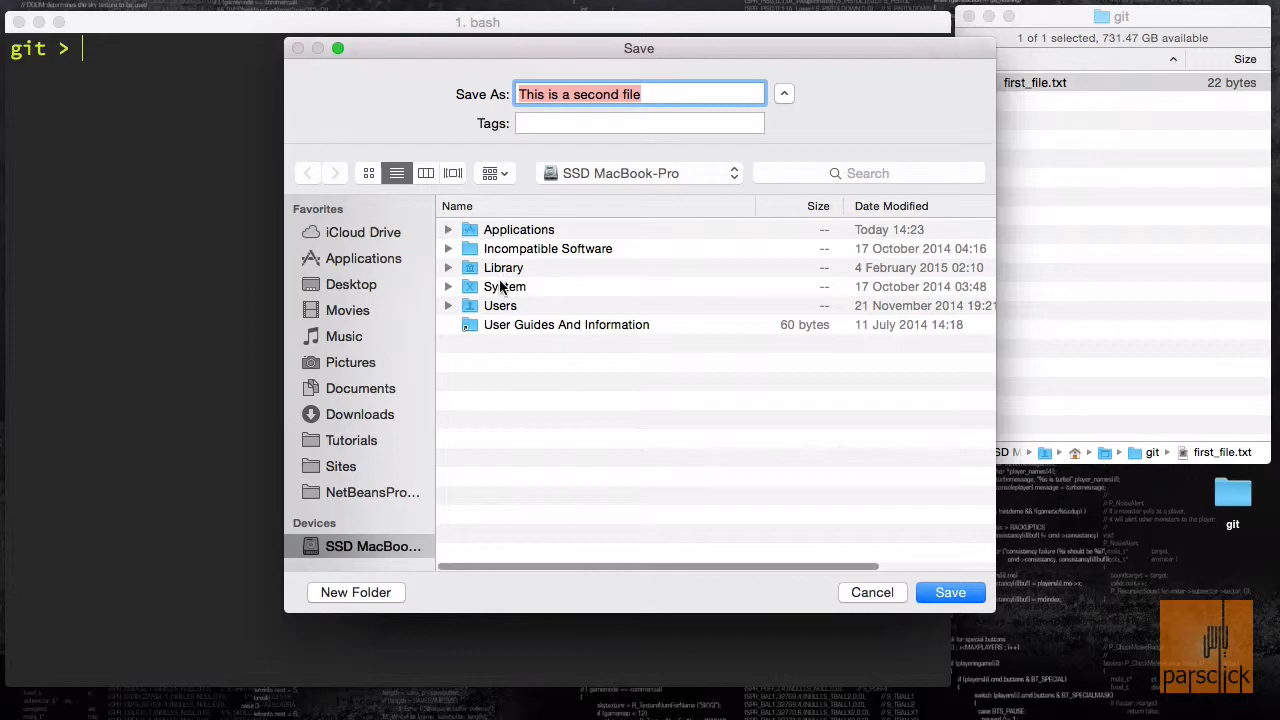 1. bash
git >
git
1 of 1 selected, 731.47 GB available
Size
first_file.txt
22 bytes
Save
Save As: This is a second file
Tags:
SSD MacBook-Pro
Search
Favorites
iCloud Drive
Applications
Desktop
Movies
Music
Pictures
Documents
Downloads
Tutorials
Sites
NetBeansPro...
Devices
SSD MacBoo...
Name Size Date Modified
Applications -- Today 14:23
Incompatible Software -- 17 October 2014 04:16
Library -- 4 February 2015 02:10
System -- 17 October 2014 03:48
Users -- 21 November 2014 19:21
User Guides And Information 60 bytes 11 July 2014 14:18
New Folder
Cancel
Save
git
first_file.txt
git
parsclick